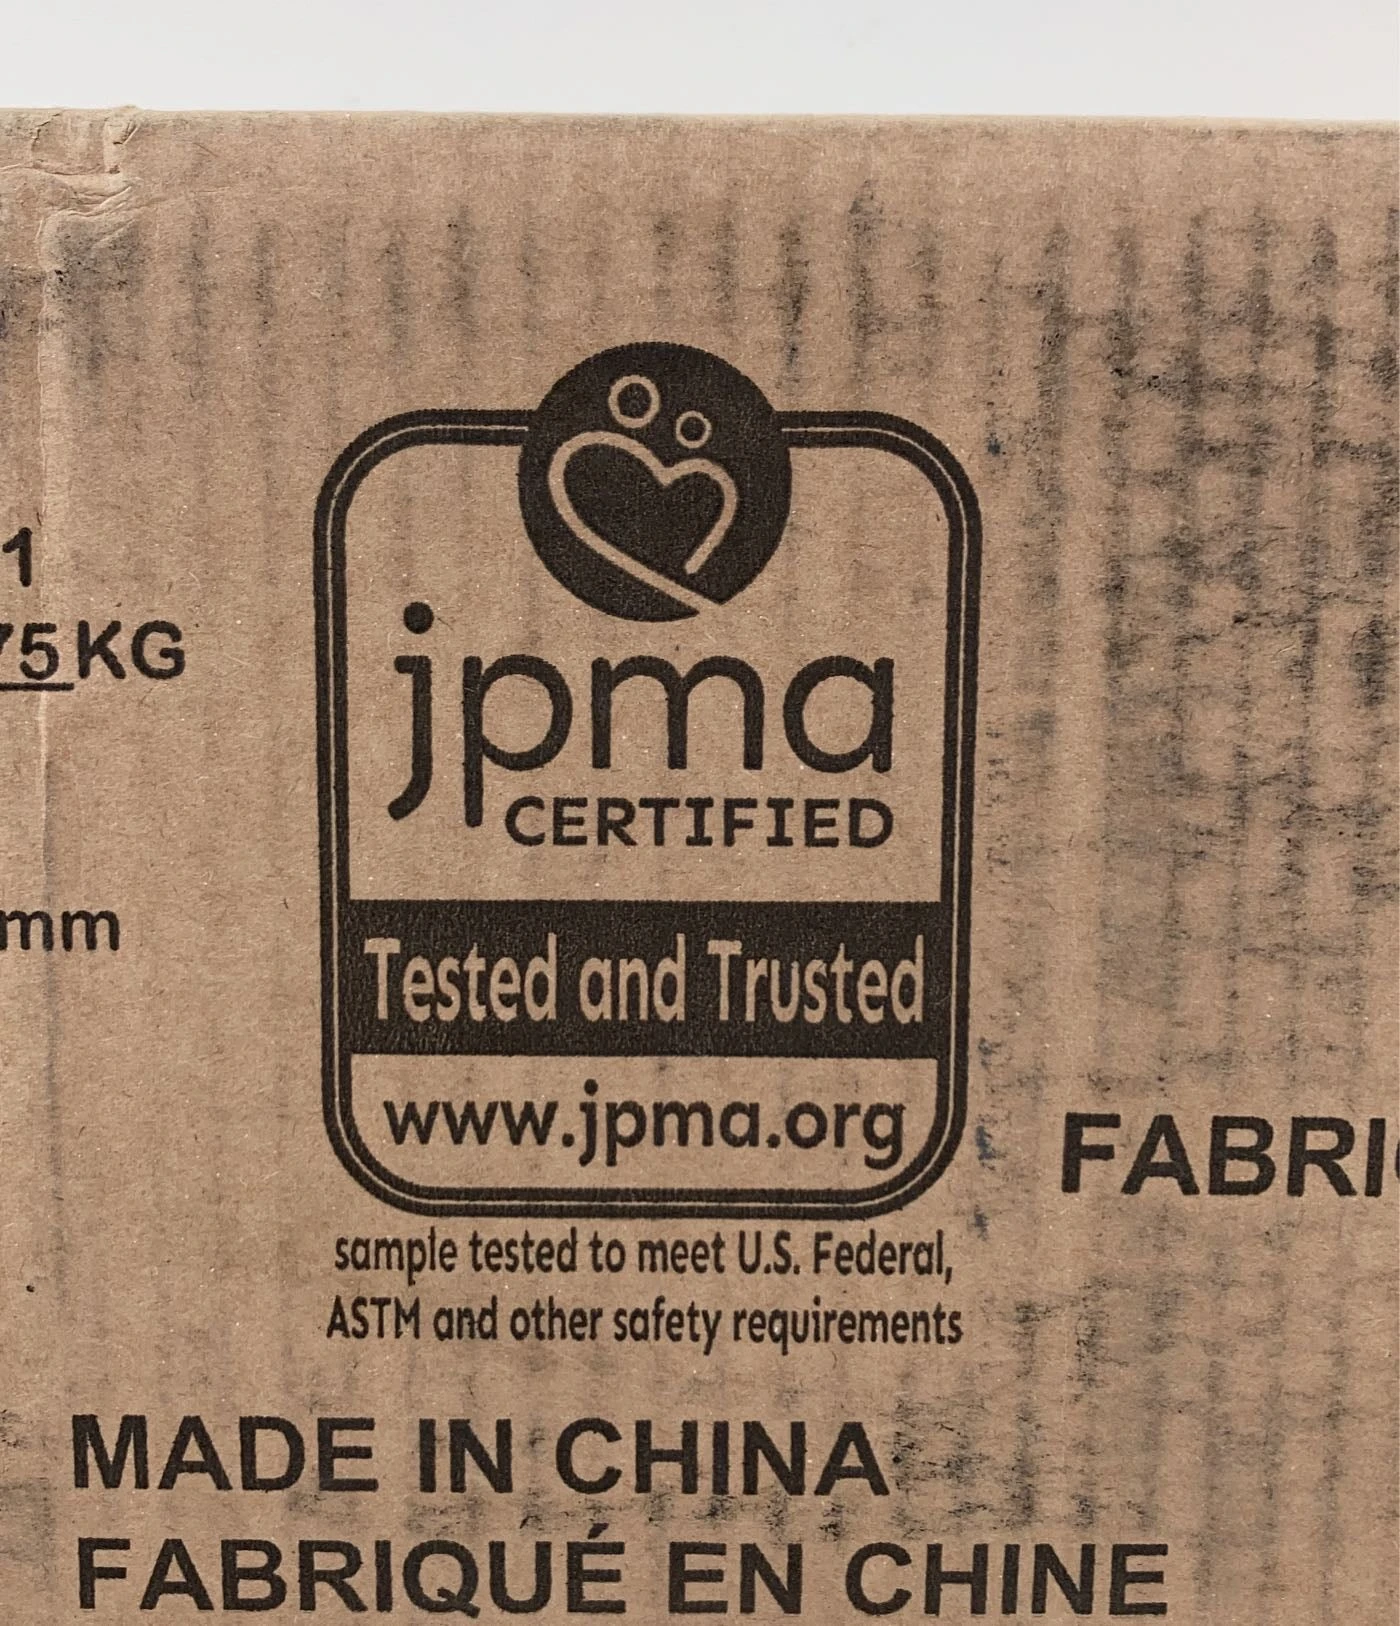 1
75 KG
mm
jpma
CERTIFIED
Tested and Trusted
www.jpma.org
sample tested to meet U.S. Federal,
ASTM and other safety requirements
FABRI
MADE IN CHINA
FABRIQUÉ EN CHINE